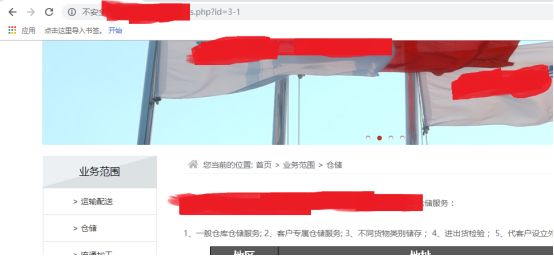 不安全
s.php?id=3-1
应用 点击这里导入书签。 开始
业务范围
您当前的位置: 首页 > 业务范围 > 仓储
> 运输配送
储服务：
> 仓储
1、一般仓库仓储服务; 2、客户专属仓储服务; 3、不同货物类别储存； 4、进出货检验； 5、代客户设立外
> 流通加工
地区 地址